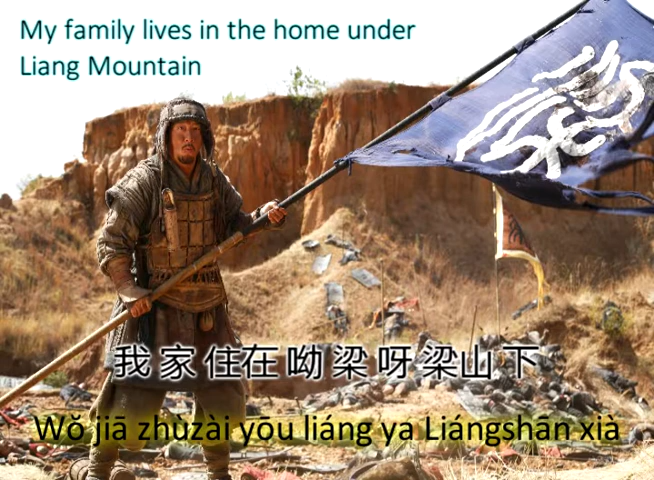 My family lives in the home under
Liang Mountain
我家住在呦梁呀梁山下
Wǒ jiā zhùzài yōu liáng ya Liángshān xià